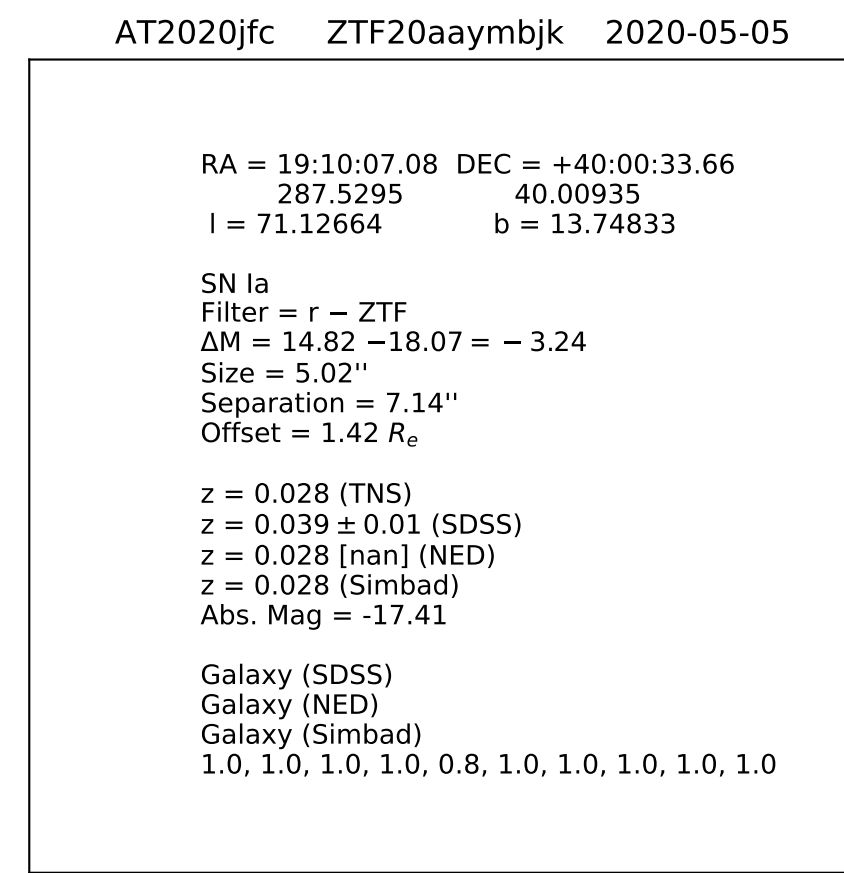 AT2020jfc ZTF20aaymbjk 2020-05-05
RA = 19:10:07.08 DEC = +40:00:33.66
287.5295 40.00935
l = 71.12664 b = 13.74833
SN Ia
Filter = r − ZTF
ΔM = 14.82 −18.07 = − 3.24
Size = 5.02''
Separation = 7.14''
Offset = 1.42 Rₑ
z = 0.028 (TNS)
z = 0.039 ± 0.01 (SDSS)
z = 0.028 [nan] (NED)
z = 0.028 (Simbad)
Abs. Mag = -17.41
Galaxy (SDSS)
Galaxy (NED)
Galaxy (Simbad)
1.0, 1.0, 1.0, 1.0, 0.8, 1.0, 1.0, 1.0, 1.0, 1.0